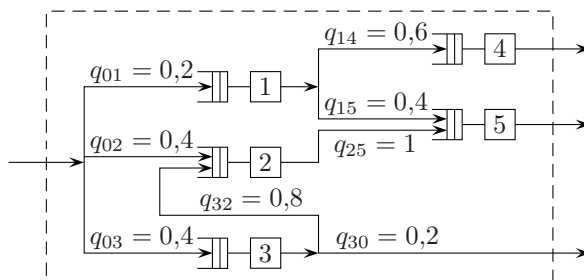 q14 = 0,6
4
q01 = 0,2
1
q15 = 0,4
5
q02 = 0,4
2
q25 = 1
q32 = 0,8
q03 = 0,4
3
q30 = 0,2